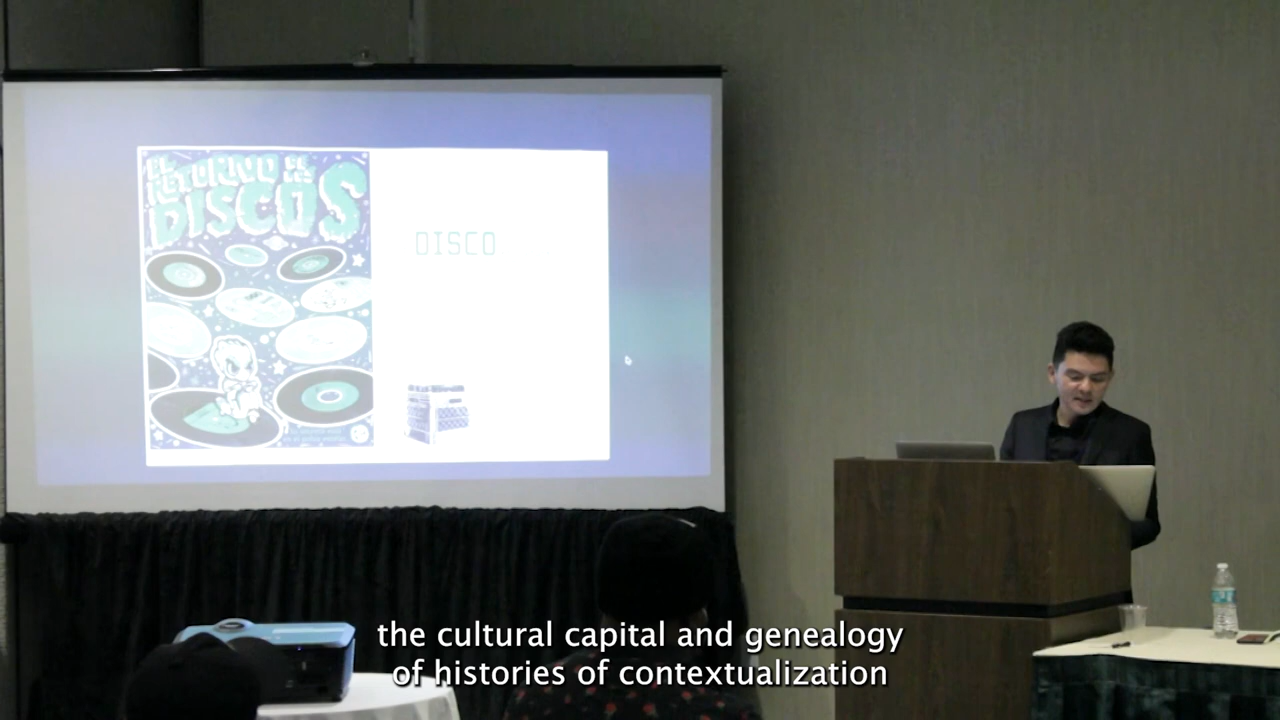 EL
RETORNO DE
LOS
DISCOS
DISCO
the cultural capital and genealogy
of histories of contextualization